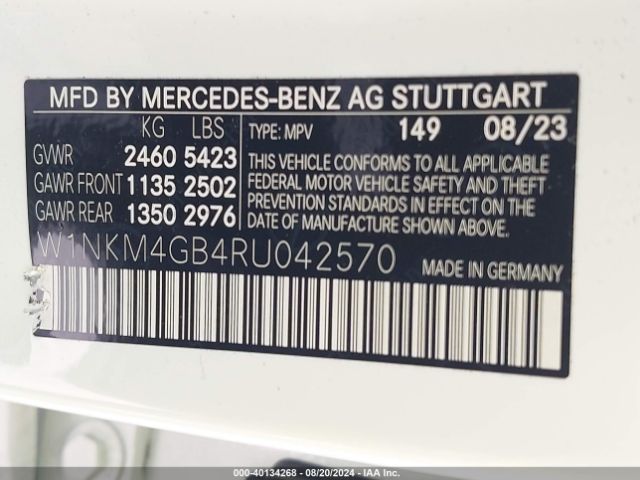 MFD BY MERCEDES-BENZ AG STUTTGART
KG LBS
GVWR 2460 5423
GAWR FRONT 1135 2502
GAWR REAR 1350 2976
TYPE: MPV 149 08/23
THIS VEHICLE CONFORMS TO ALL APPLICABLE
FEDERAL MOTOR VEHICLE SAFETY AND THEFT
PREVENTION STANDARDS IN EFFECT ON THE
DATE OF MANUFACTURE SHOWN ABOVE.
W1NKM4GB4RU042570
MADE IN GERMANY
000-40134268 - 08/20/2024 - IAA Inc.